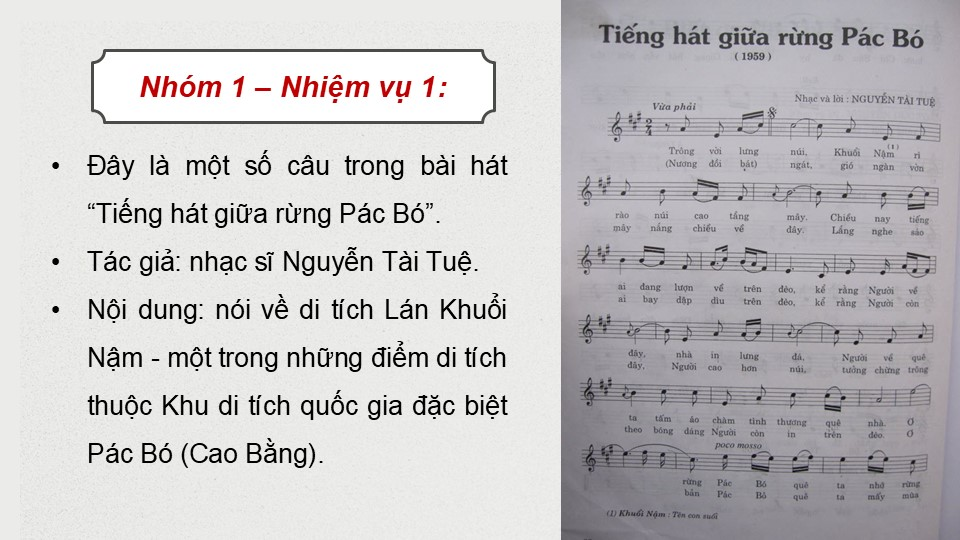 Nhóm 1 – Nhiệm vụ 1:
• Đây là một số câu trong bài hát
“Tiếng hát giữa rừng Pác Bó”.
• Tác giả: nhạc sĩ Nguyễn Tài Tuệ.
• Nội dung: nói về di tích Lán Khuổi
Nậm - một trong những điểm di tích
thuộc Khu di tích quốc gia đặc biệt
Pác Bó (Cao Bằng).
Tiếng hát giữa rừng Pác Bó
( 1959 )
Nhạc và lời : NGUYỄN TÀI TUỆ
Vừa phải
Trông vời lưng núi, Khuổi Nậm rì
(1)
(Nương đồi bát) ngát, gió ngàn vờn
rào núi cao tầng mây. Chiều nay tiếng
mây nắng chiều về đây. Lắng nghe sáo
ai đang lượn về trên đèo, kể rằng Người về
ai bay dập dìu trên đèo, kể rằng Người còn
đây, nhà in lưng đá. Người về quê
đây, Người cao hơn núi, tưởng chừng trông
ta tấm áo chàm tình thương quê nhà. Ơ
theo bóng dáng Người còn in trên đèo. Ơ
poco mosso
rừng Pác Bó quê ta nhớ rừng
bản Pác Bó quê ta mấy mùa
(1) Khuổi Nậm : Tên con suối